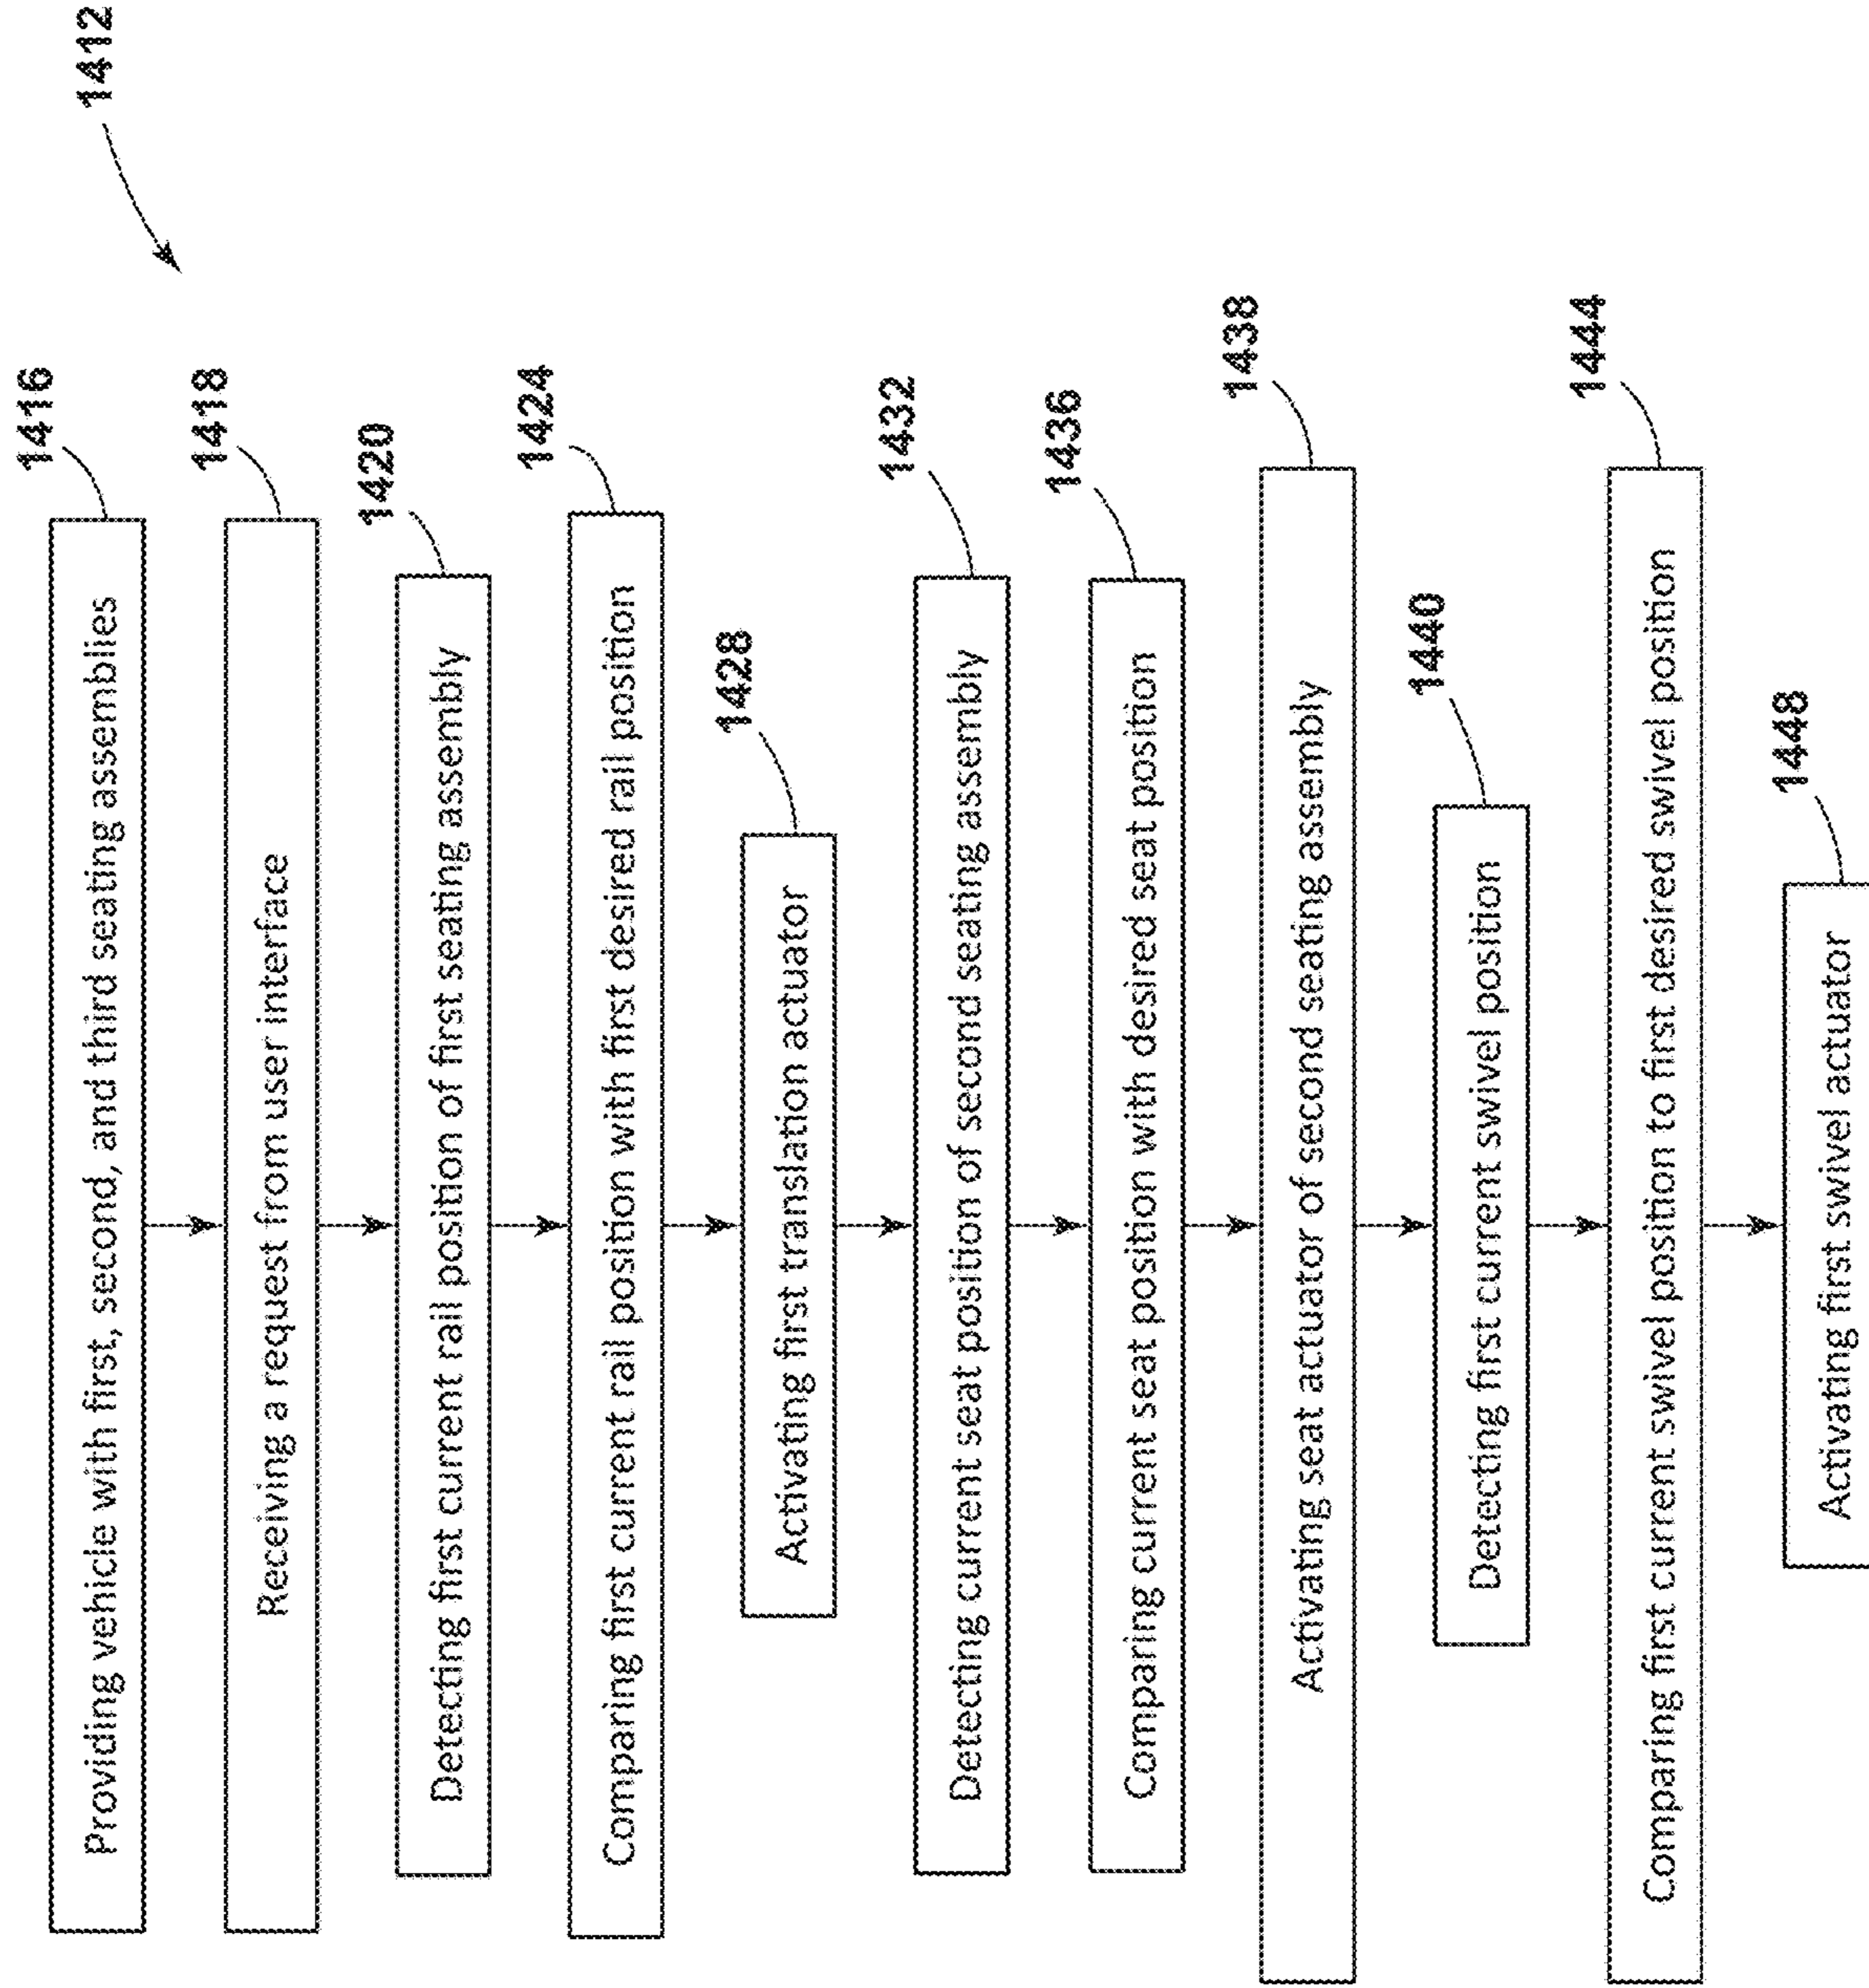 1412
1416
Providing vehicle with first, second, and third seating assemblies
1418
Receiving a request from user interface
1420
Detecting first current rail position of first seating assembly
1424
Comparing first current rail position with first desired rail position
1428
Activating first translation actuator
1432
Detecting current seat position of second seating assembly
1436
Comparing current seat position with desired seat position
1438
Activating seat actuator of second seating assembly
1440
Detecting first current swivel position
1444
Comparing first current swivel position to first desired swivel position
1448
Activating first swivel actuator